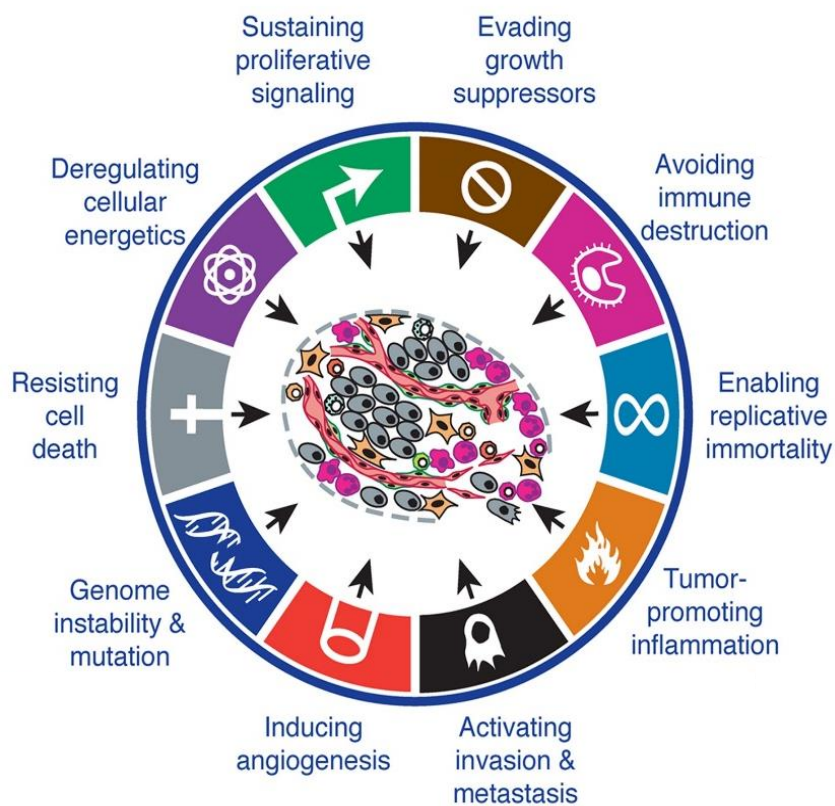 Sustaining
proliferative
signaling
Evading
growth
suppressors
Avoiding
immune
destruction
Enabling
replicative
immortality
Tumor-
promoting
inflammation
Activating
invasion &
metastasis
Inducing
angiogenesis
Genome
instability &
mutation
Resisting
cell
death
Deregulating
cellular
energetics